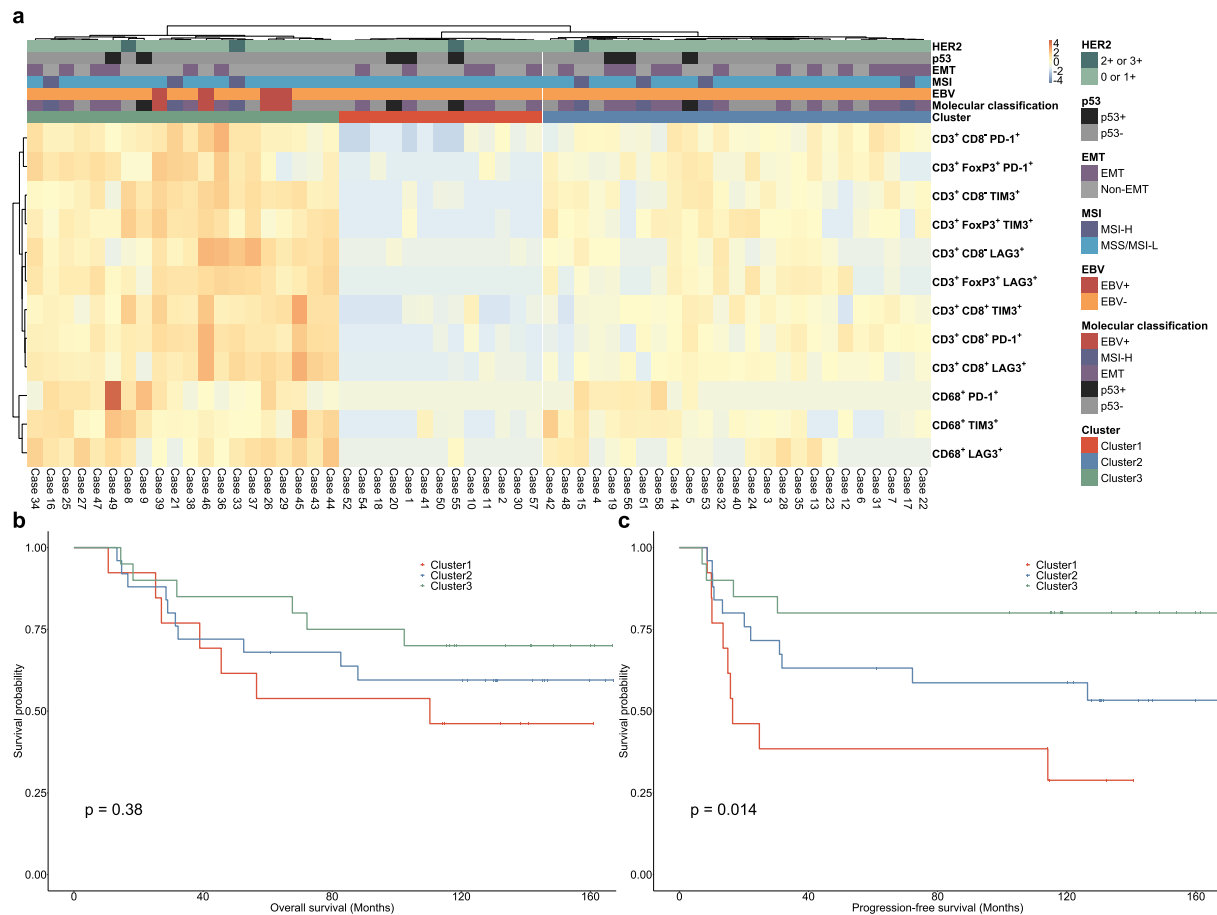 a
HER2
p53
EMT
MSI
EBV
Molecular classification
Cluster
4
2
0
-2
-4
CD3⁺ CD8⁻ PD-1⁺
CD3⁺ FoxP3⁺ PD-1⁺
CD3⁺ CD8⁻ TIM3⁺
CD3⁺ FoxP3⁺ TIM3⁺
CD3⁺ CD8⁻ LAG3⁺
CD3⁺ FoxP3⁺ LAG3⁺
CD3⁺ CD8⁺ TIM3⁺
CD3⁺ CD8⁺ PD-1⁺
CD3⁺ CD8⁺ LAG3⁺
CD68⁺ PD-1⁺
CD68⁺ TIM3⁺
CD68⁺ LAG3⁺
HER2
2+ or 3+
0 or 1+
p53
p53+
p53-
EMT
EMT
Non-EMT
MSI
MSI-H
MSS/MSI-L
EBV
EBV+
EBV-
Molecular classification
EBV+
MSI-H
EMT
p53+
p53-
Cluster
Cluster1
Cluster2
Cluster3
Case 34
Case 16
Case 25
Case 27
Case 47
Case 49
Case 8
Case 9
Case 39
Case 21
Case 38
Case 46
Case 36
Case 33
Case 37
Case 26
Case 29
Case 45
Case 43
Case 44
Case 52
Case 54
Case 18
Case 20
Case 1
Case 41
Case 50
Case 55
Case 10
Case 11
Case 2
Case 30
Case 57
Case 42
Case 48
Case 15
Case 4
Case 19
Case 56
Case 51
Case 58
Case 14
Case 5
Case 53
Case 32
Case 40
Case 24
Case 3
Case 28
Case 35
Case 13
Case 23
Case 12
Case 6
Case 31
Case 7
Case 17
Case 22
b
1.00
0.75
0.50
0.25
0.00
Survival probability
Cluster1
Cluster2
Cluster3
p = 0.38
0
40
80
120
160
Overall survival (Months)
c
1.00
0.75
0.50
0.25
0.00
Survival probability
Cluster1
Cluster2
Cluster3
p = 0.014
0
40
80
120
160
Progression-free survival (Months)